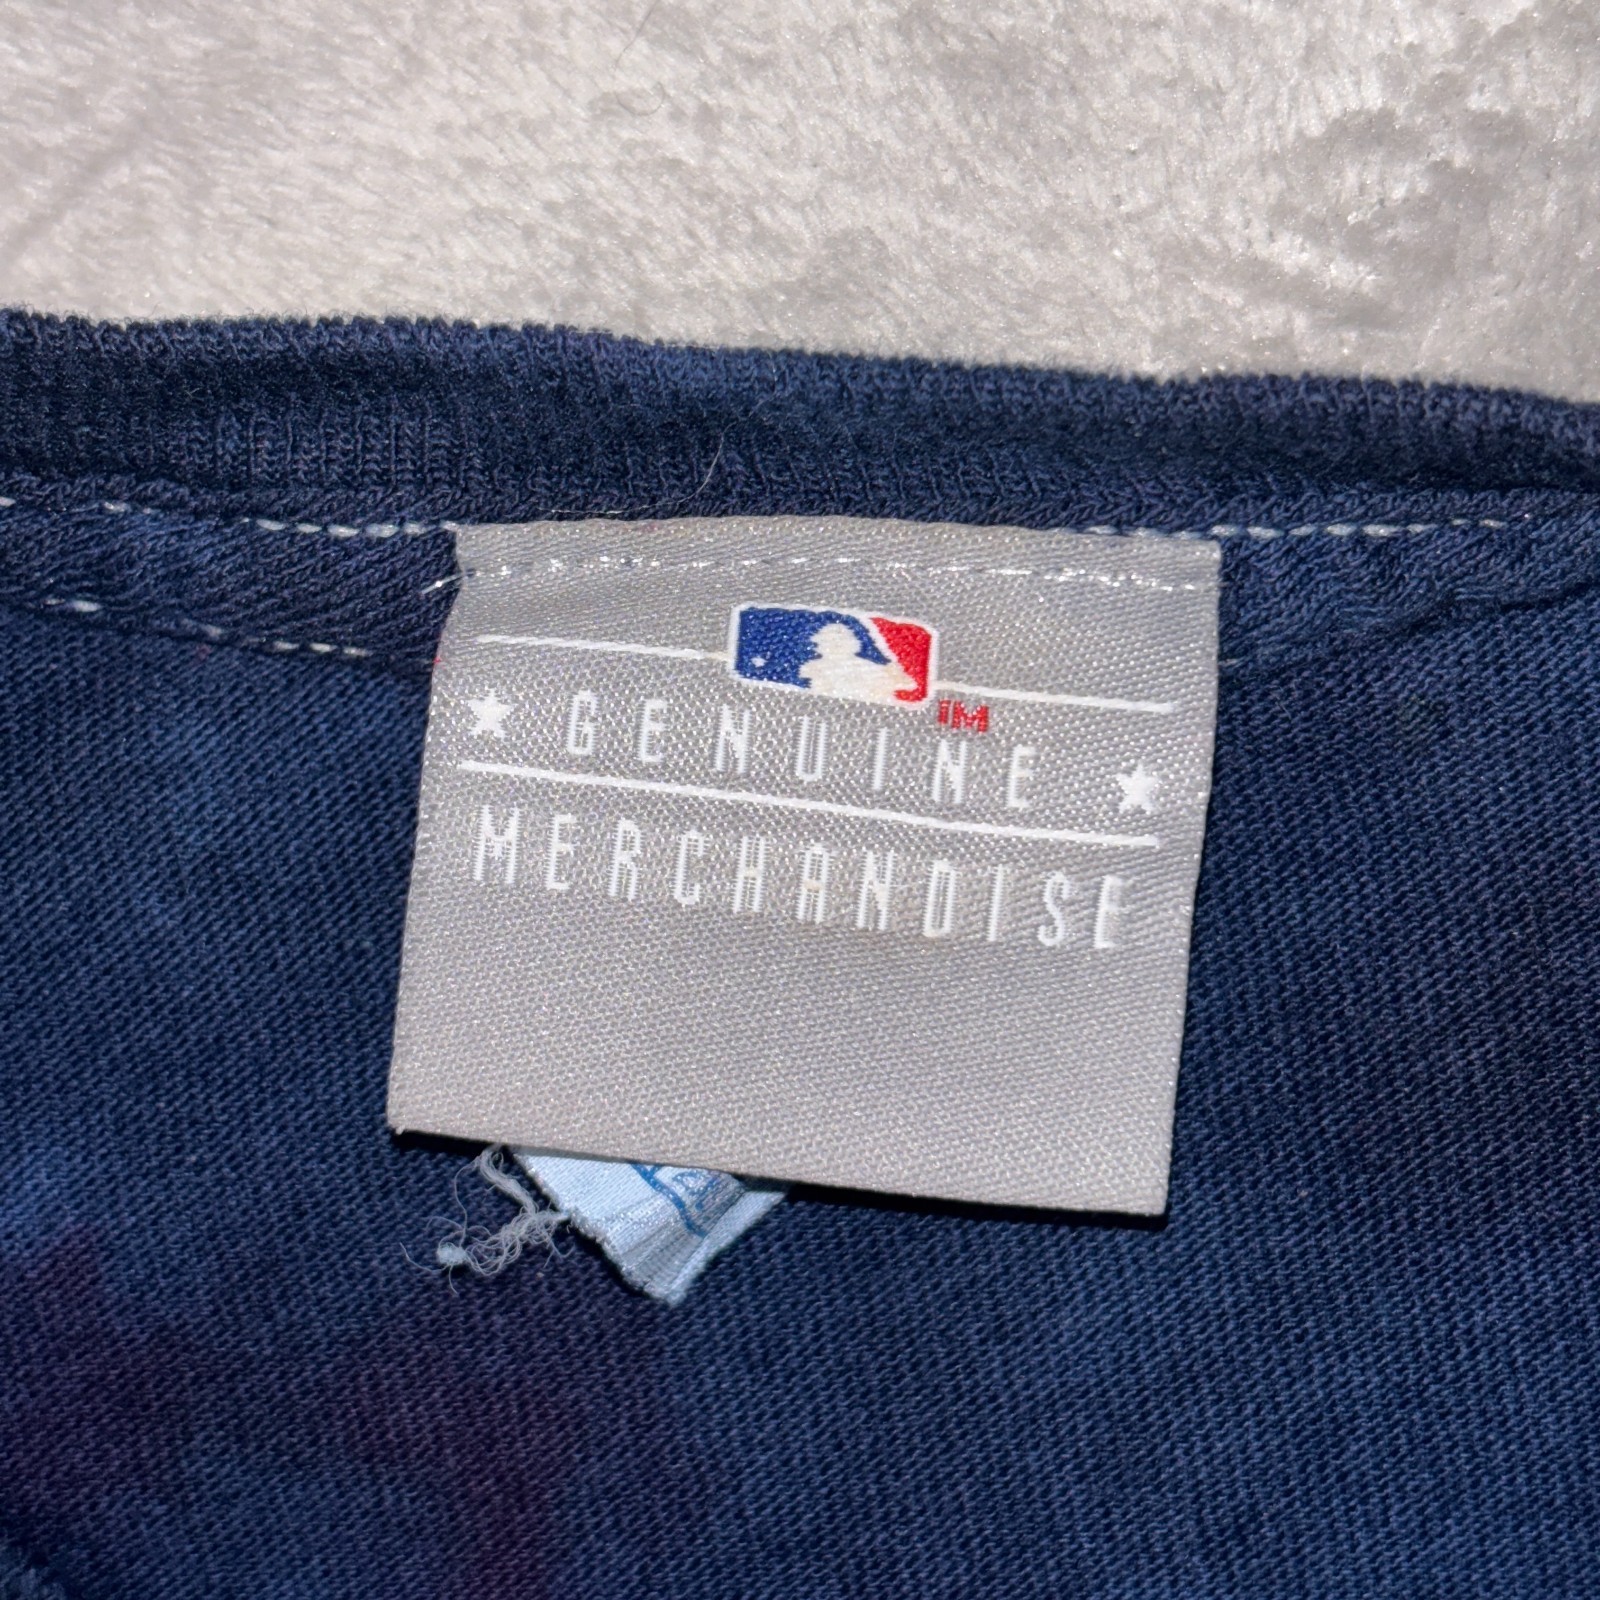 TM
★ GENUINE ★
MERCHANDISE